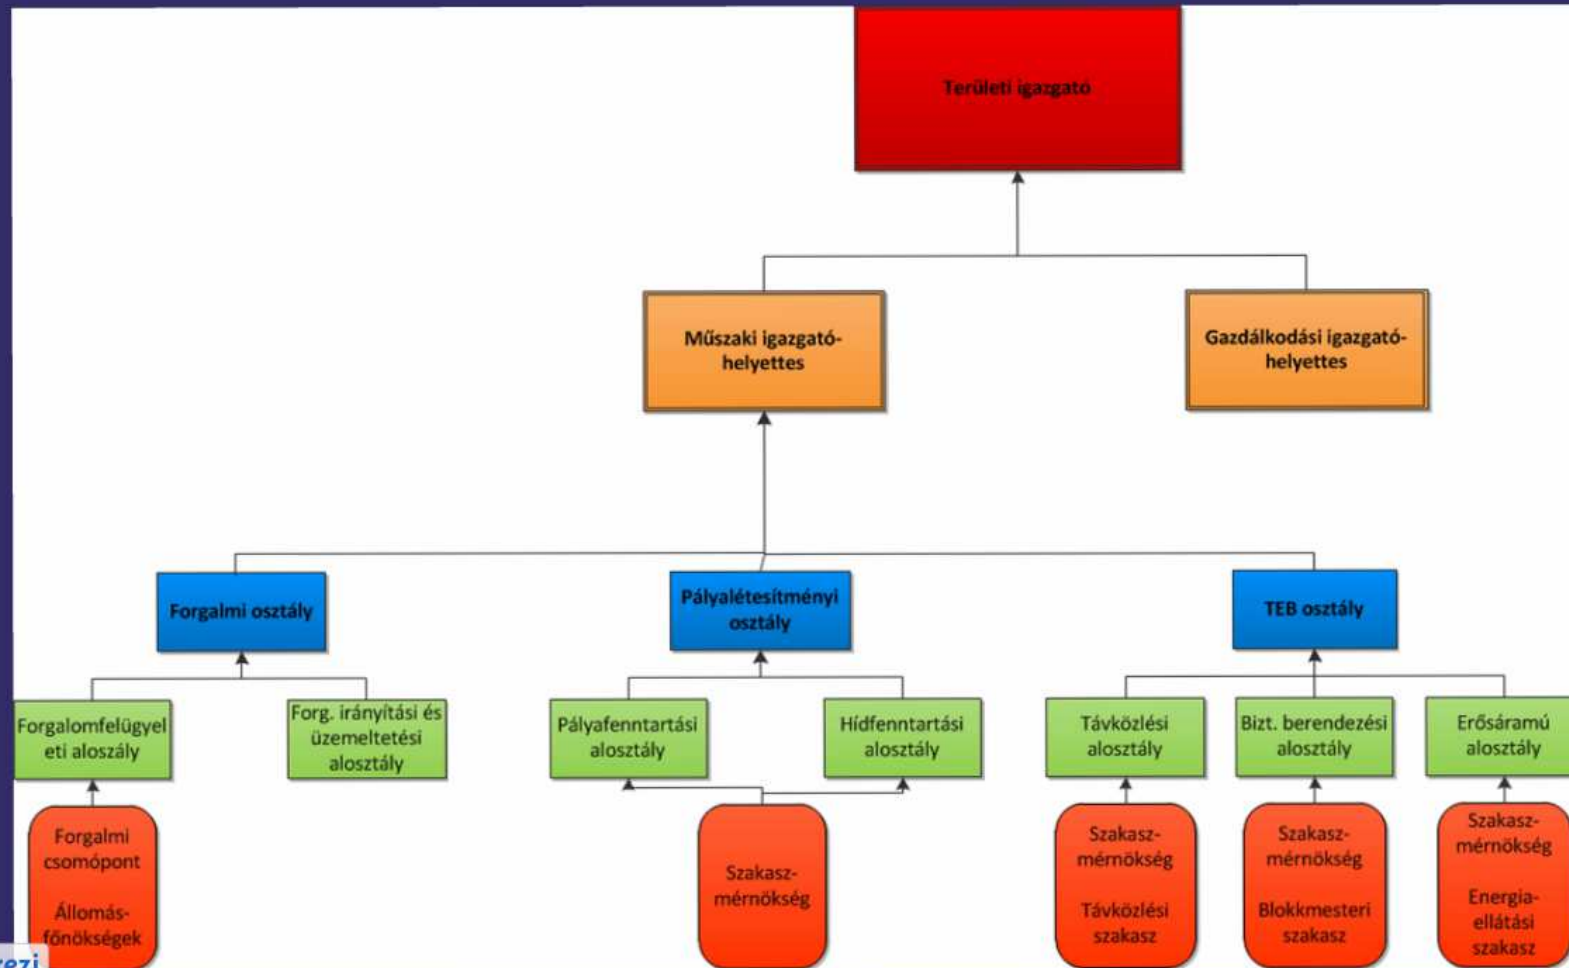 Területi igazgató
Műszaki igazgató-
helyettes
Gazdálkodási igazgató-
helyettes
Forgalmi osztály
Pályalétesítményi
osztály
TEB osztály
Forgalomfelügyel
eti aloszály
Forg. irányítási és
üzemeltetési
alosztály
Pályafenntartási
alosztály
Hídfenntartási
alosztály
Távközlési
alosztály
Bizt. berendezési
alosztály
Erősáramú
alosztály
Forgalmi
csomópont
Állomás-
főnökségek
Szakasz-
mérnökség
Szakasz-
mérnökség
Távközlési
szakasz
Szakasz-
mérnökség
Blokkmesteri
szakasz
Szakasz-
mérnökség
Energia-
ellátási
szakasz